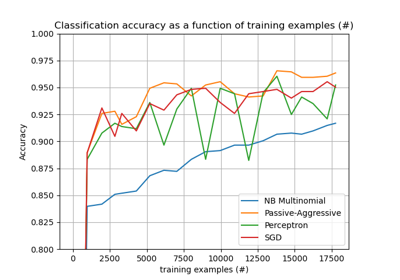 Classification accuracy as a function of training examples (#)
1.000
0.975
0.950
0.925
0.900
0.875
0.850
0.825
0.800
Accuracy
0 2500 5000 7500 10000 12500 15000 17500
training examples (#)
NB Multinomial
Passive-Aggressive
Perceptron
SGD